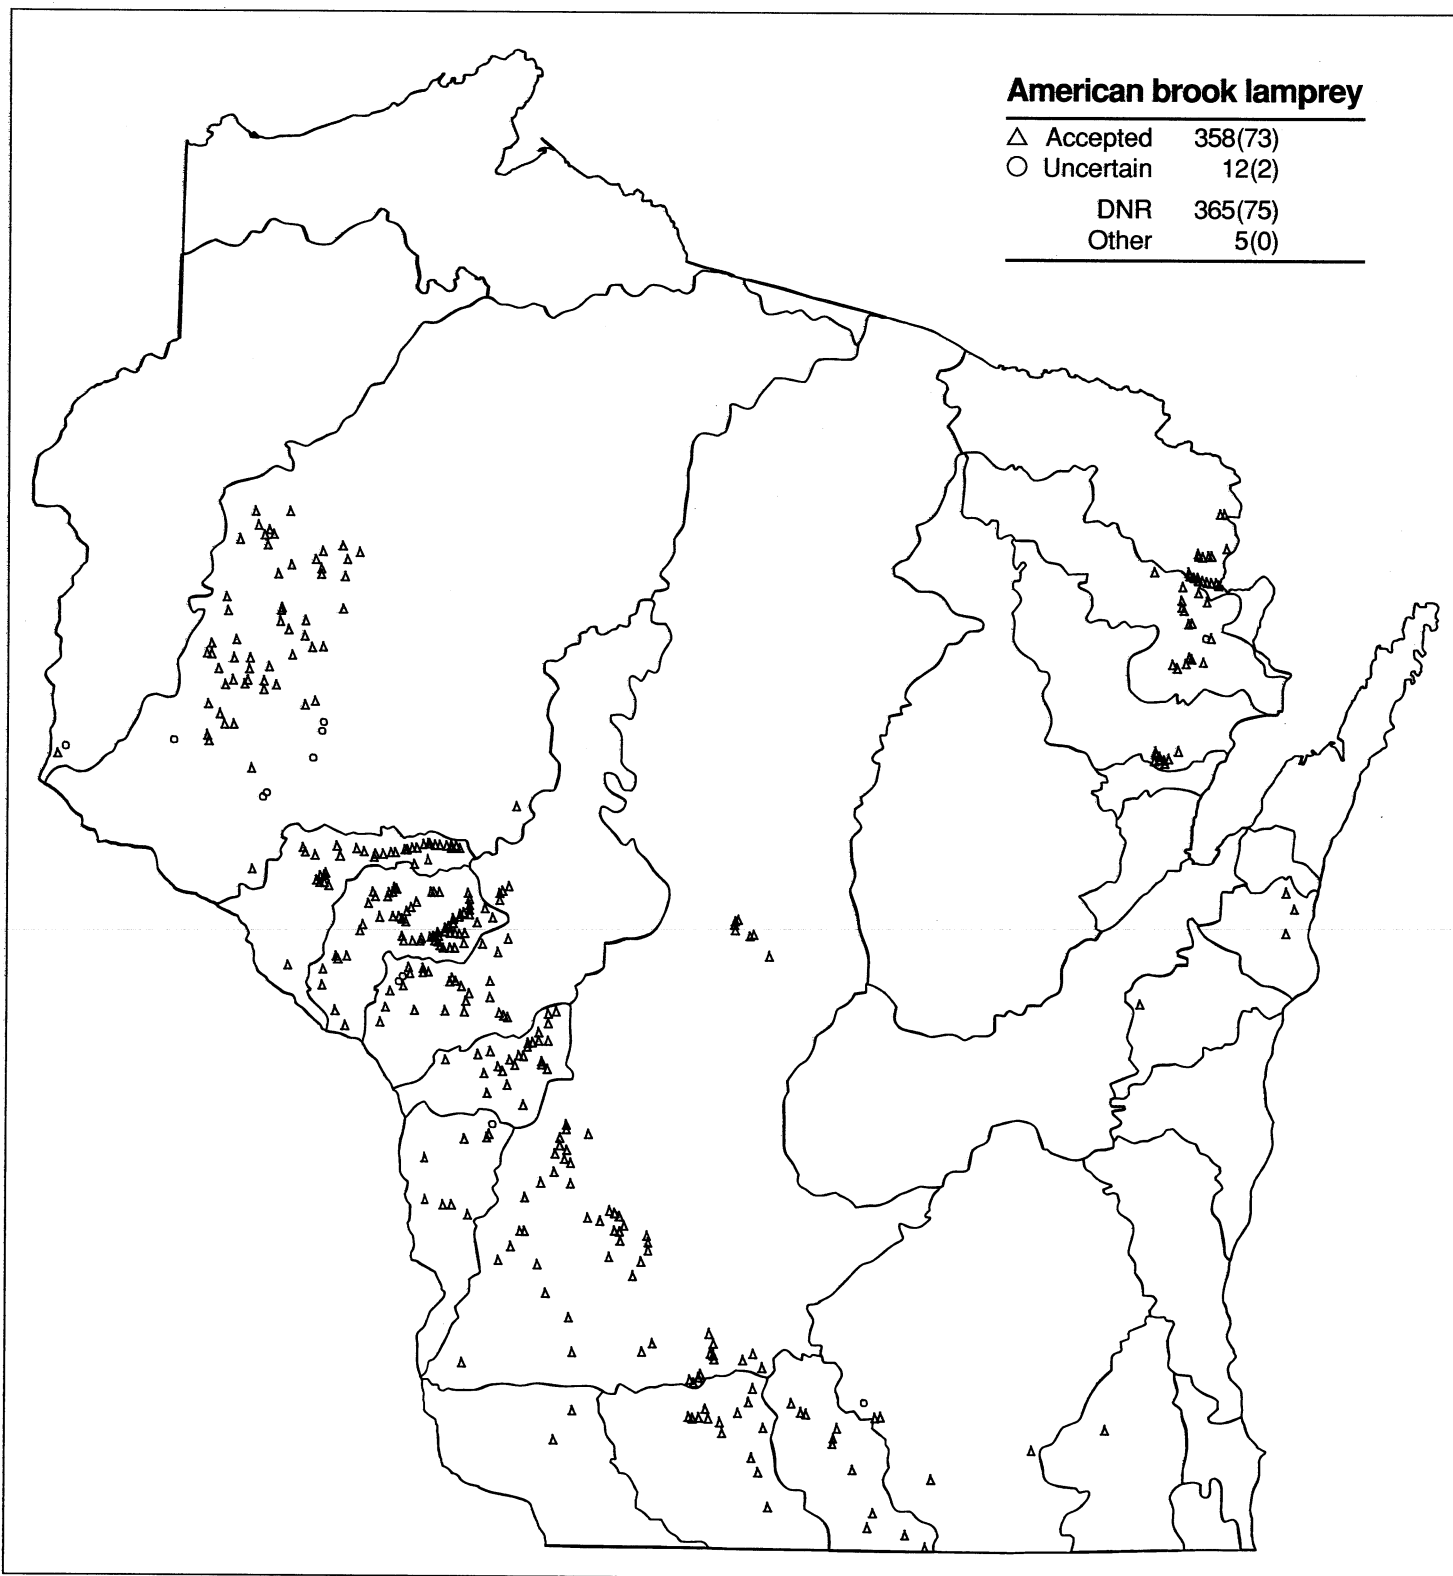 American brook lamprey
△ Accepted 358(73)
○ Uncertain 12(2)
DNR 365(75)
Other 5(0)